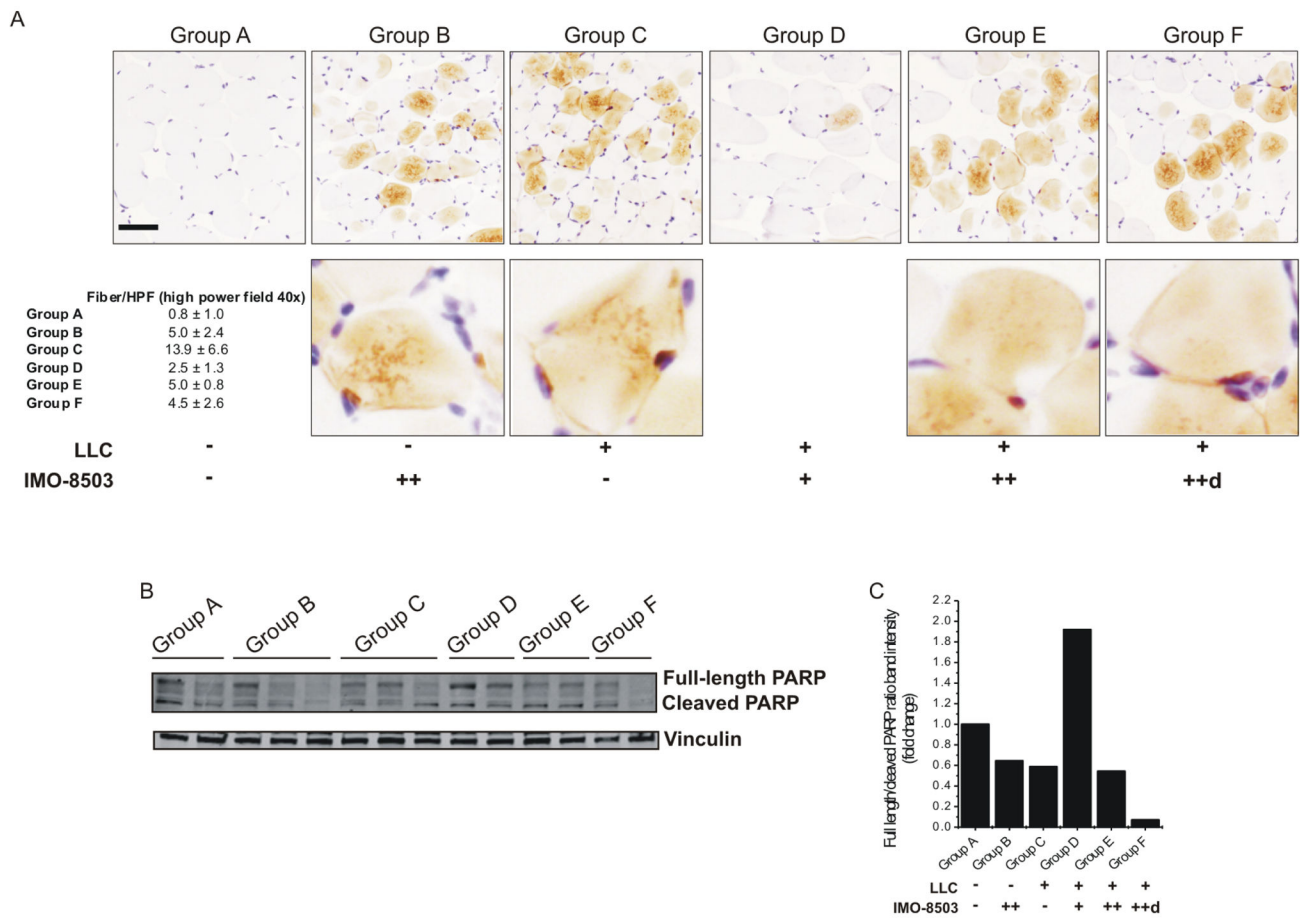 A
Group A Group B Group C Group D Group E Group F
Fiber/HPF (high power field 40x)
Group A 0.8 ± 1.0
Group B 5.0 ± 2.4
Group C 13.9 ± 6.6
Group D 2.5 ± 1.3
Group E 5.0 ± 0.8
Group F 4.5 ± 2.6
LLC - - + + + +
IMO-8503 - ++ - + ++ ++d
B
Group A Group B Group C Group D Group E Group F
Full-length PARP
Cleaved PARP
Vinculin
C
Full length/cleaved PARP ratio band intensity
(fold change)
2.2
2.0
1.8
1.6
1.4
1.2
1.0
0.8
0.6
0.4
0.2
0.0
Group A Group B Group C Group D Group E Group F
LLC - - + + + +
IMO-8503 - ++ - + ++ ++d